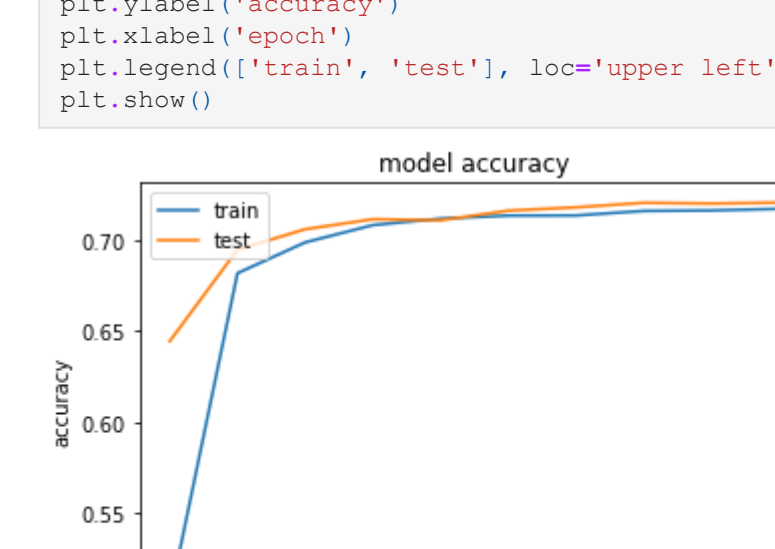 plt.ylabel('accuracy')
plt.xlabel('epoch')
plt.legend(['train', 'test'], loc='upper left'
plt.show()
model accuracy
train
test
0.70
0.65
0.60
0.55
accuracy